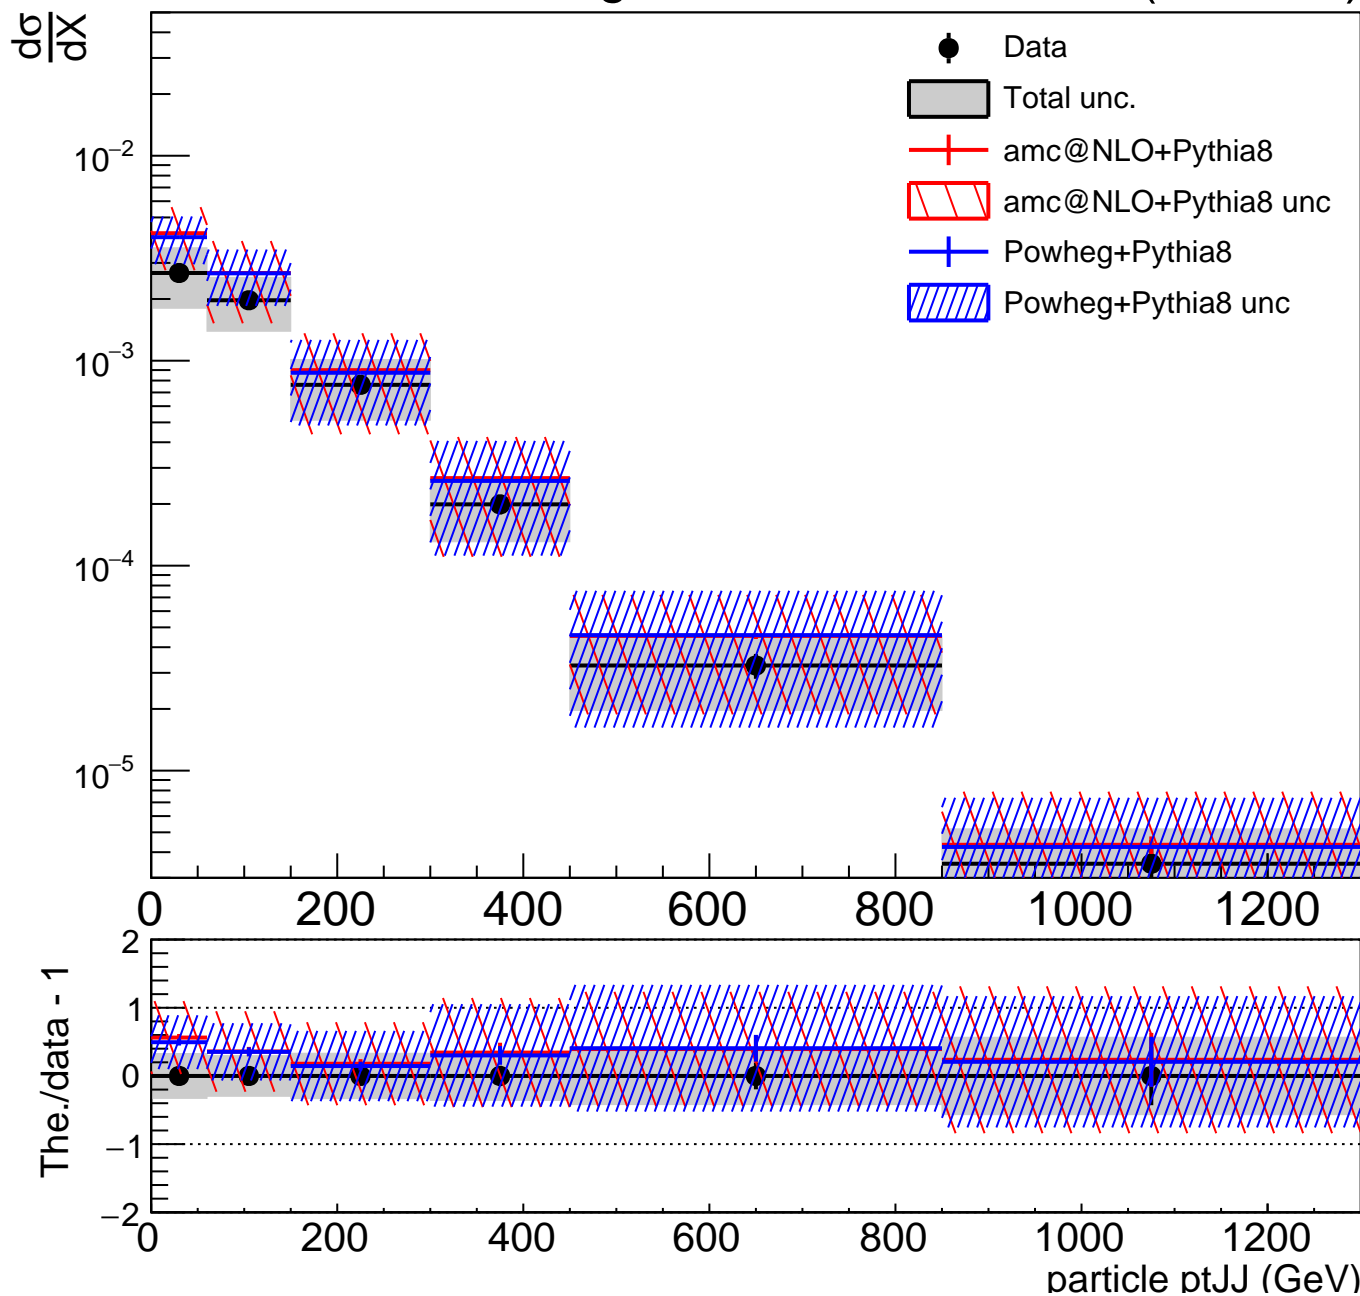 g (
dσ
dX
Data
Total unc.
amc@NLO+Pythia8
amc@NLO+Pythia8 unc
Powheg+Pythia8
Powheg+Pythia8 unc
10⁻²
10⁻³
10⁻⁴
10⁻⁵
0 200 400 600 800 1000 1200
The./data - 1
2
1
0
−1
−2
0 200 400 600 800 1000 1200
particle ptJJ (GeV)